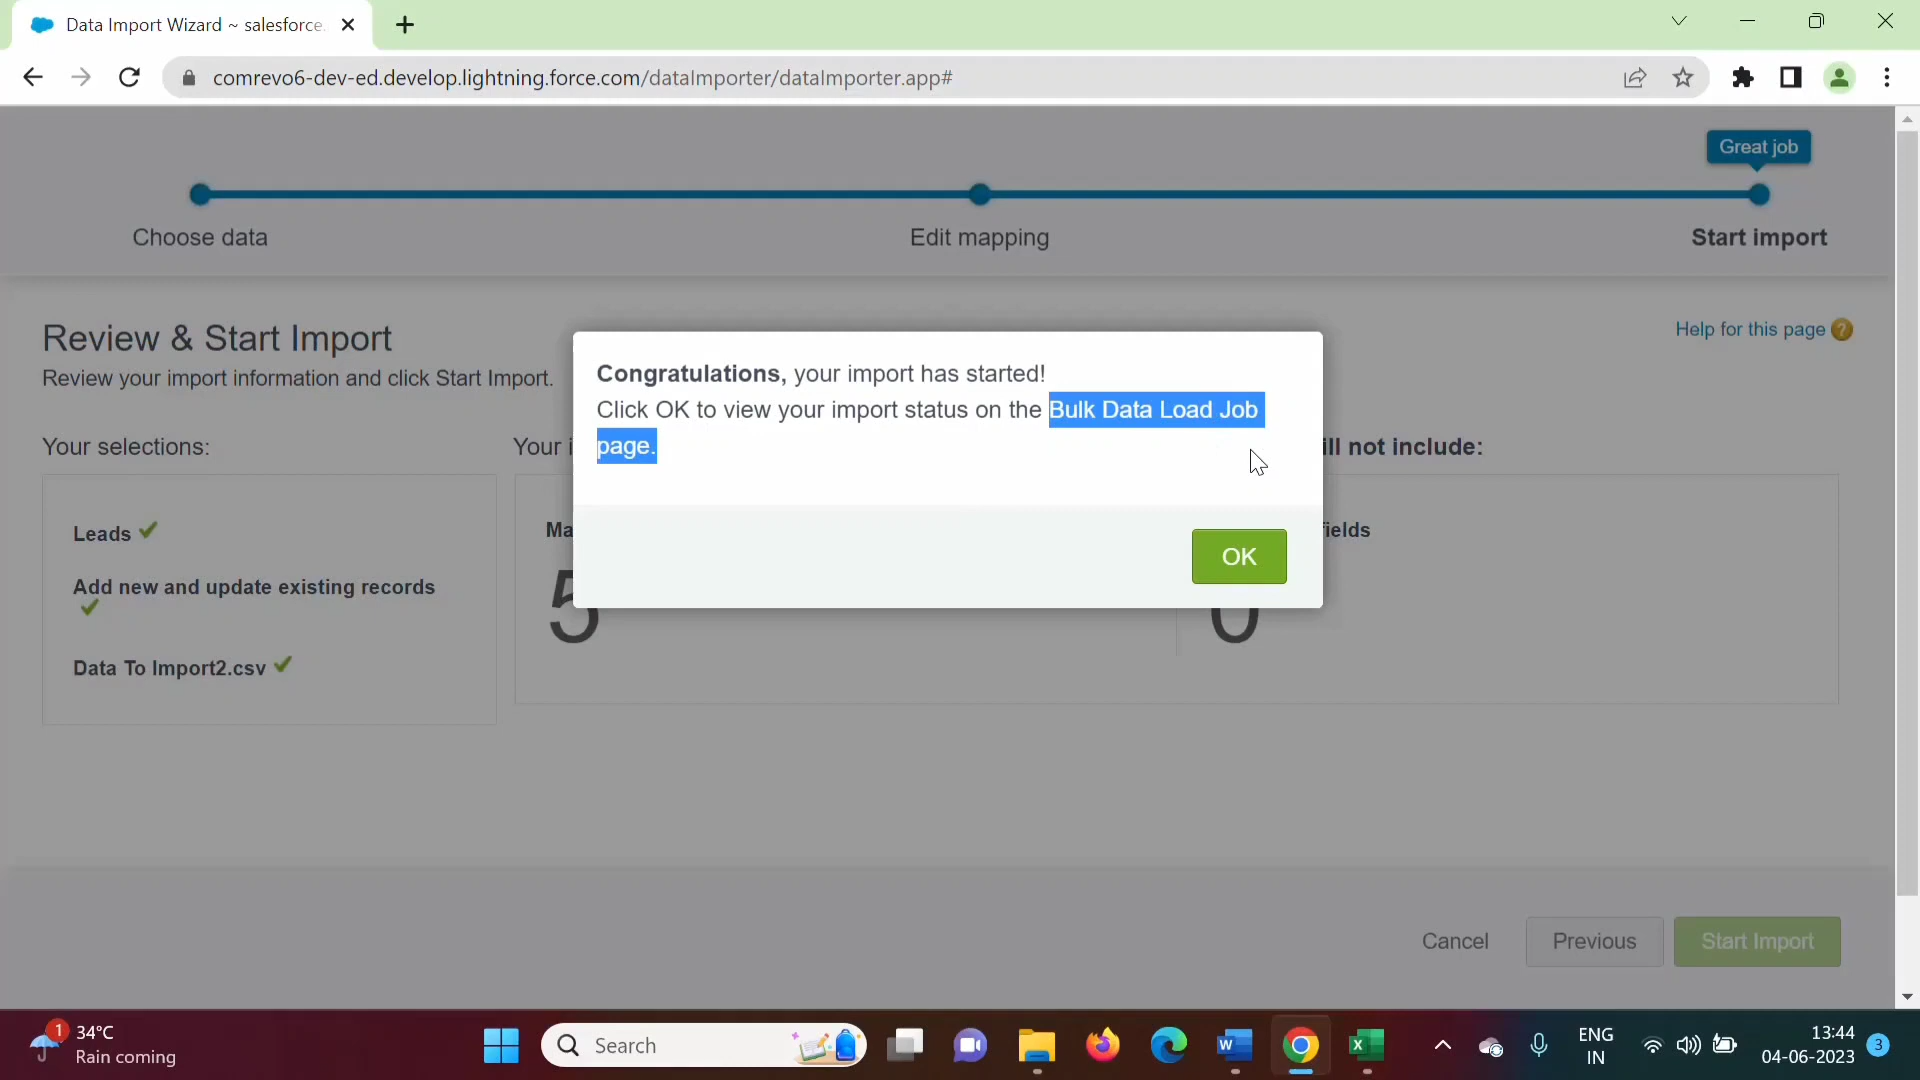 Data Import Wizard ~ salesforce.
comrevo6-dev-ed.develop.lightning.force.com/dataImporter/dataImporter.app#
Great job
Choose data
Edit mapping
Start import
Review & Start Import
Help for this page ?
Review your import information and click Start Import.
Congratulations, your import has started!
Click OK to view your import status on the Bulk Data Load Job
page.
OK
Your selections:
Your i
ill not include:
Leads
Add new and update existing records
Data To Import2.csv
Ma
5
fields
0
Cancel
Previous
Start Import
1
34°C
Rain coming
Search
ENG
IN
13:44
04-06-2023
3